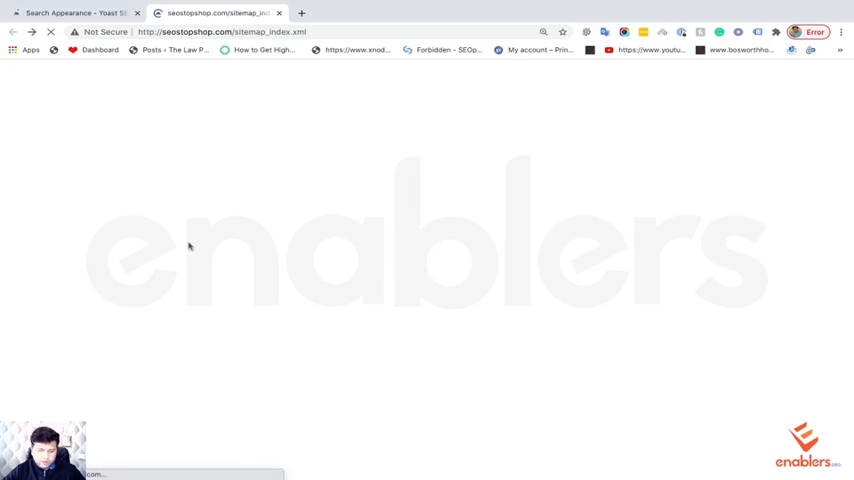 Search Appearance - Yoast SE
seostopshop.com/sitemap_ind
Not Secure
http://seostopshop.com/sitemap_index.xml
Error
Apps
Dashboard
Posts ‹ The Law P...
How to Get High...
https://www.xnod...
Forbidden - SEOp...
My account – Prin...
https://www.youtu...
www.bosworthho...
»
enablers
com...
enablers.ORG